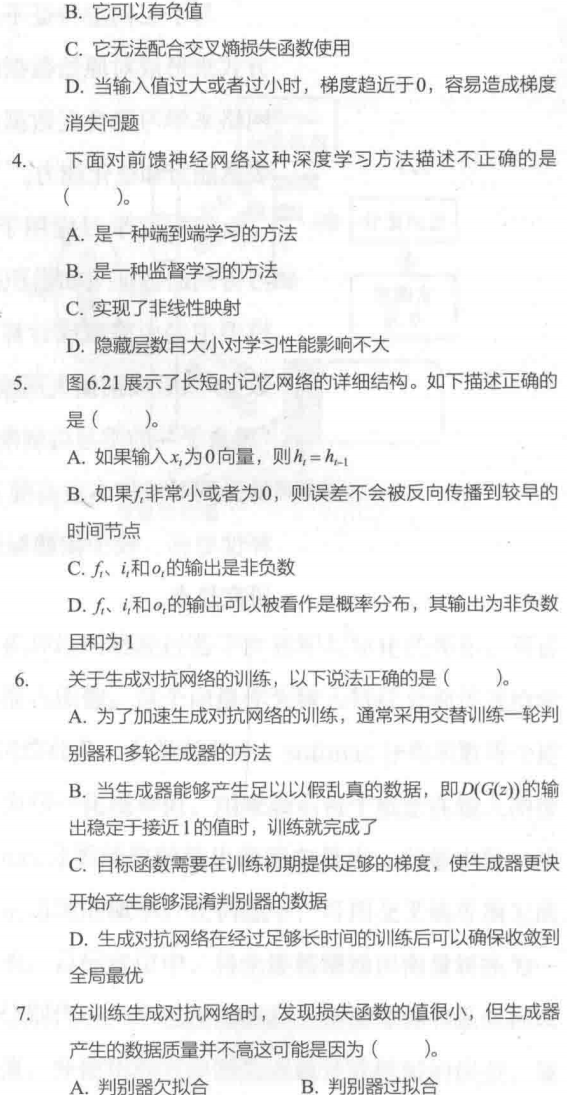 B. 它可以有负值
C. 它无法配合交叉熵损失函数使用
D. 当输入值过大或者过小时，梯度趋近于0，容易造成梯度
消失问题
4. 下面对前馈神经网络这种深度学习方法描述不正确的是
（ ）。
A. 是一种端到端学习的方法
B. 是一种监督学习的方法
C. 实现了非线性映射
D. 隐藏层数目大小对学习性能影响不大
5. 图6.21展示了长短时记忆网络的详细结构。如下描述正确的
是（ ）。
A. 如果输入xₜ为0向量，则hₜ=hₜ₋₁
B. 如果fₜ非常小或者为0，则误差不会被反向传播到较早的
时间节点
C. fₜ、iₜ和oₜ的输出是非负数
D. fₜ、iₜ和oₜ的输出可以被看作是概率分布，其输出为非负数
且和为1
6. 关于生成对抗网络的训练，以下说法正确的是（ ）。
A. 为了加速生成对抗网络的训练，通常采用交替训练一轮判
别器和多轮生成器的方法
B. 当生成器能够产生足以以假乱真的数据，即D(G(z))的输
出稳定于接近1的值时，训练就完成了
C. 目标函数需要在训练初期提供足够的梯度，使生成器更快
开始产生能够混淆判别器的数据
D. 生成对抗网络在经过足够长时间的训练后可以确保收敛到
全局最优
7. 在训练生成对抗网络时，发现损失函数的值很小，但生成器
产生的数据质量并不高这可能是因为（ ）。
A. 判别器欠拟合 B. 判别器过拟合